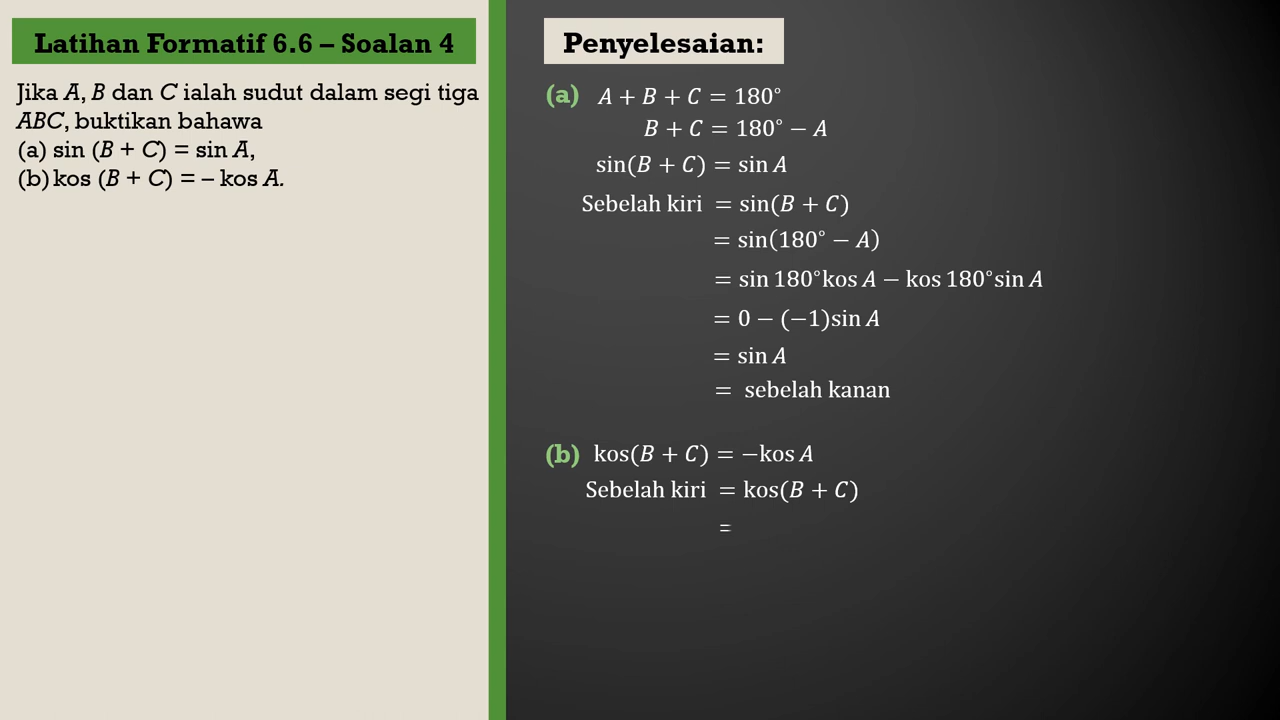 Latihan Formatif 6.6 – Soalan 4
Jika A, B dan C ialah sudut dalam segi tiga
ABC, buktikan bahawa
(a) sin (B + C) = sin A,
(b) kos (B + C) = – kos A.
Penyelesaian:
(a) A + B + C = 180°
B + C = 180° − A
sin(B + C) = sin A
Sebelah kiri = sin(B + C)
= sin(180° − A)
= sin 180°kos A − kos 180°sin A
= 0 − (−1)sin A
= sin A
= sebelah kanan
(b) kos(B + C) = −kos A
Sebelah kiri = kos(B + C)
=